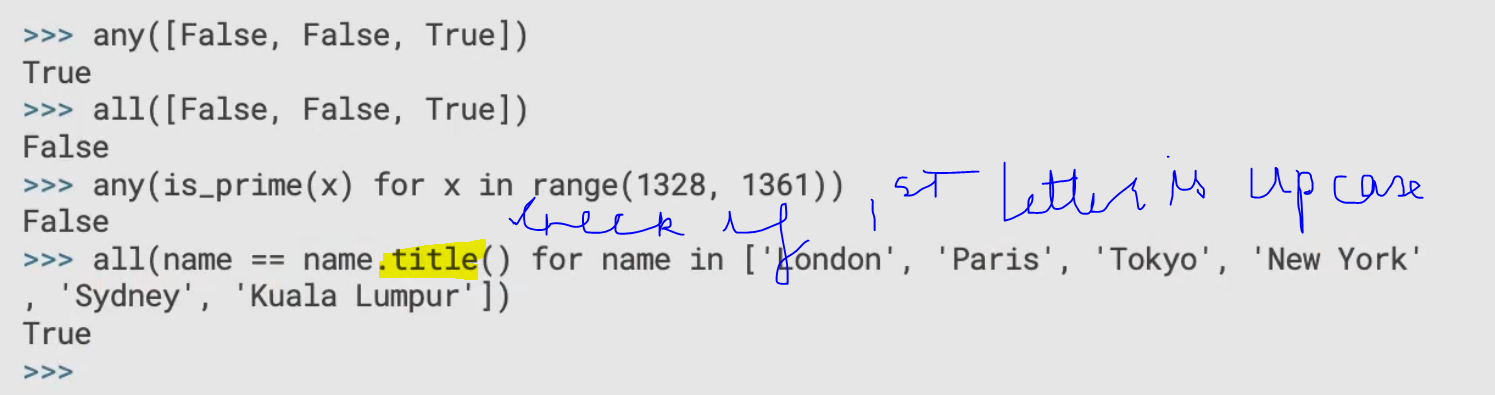 >>> any([False, False, True])
True
>>> all([False, False, True])
False
>>> any(is_prime(x) for x in range(1328, 1361))
False
check if 1st Letter is Upcase
>>> all(name == name.title() for name in ['London', 'Paris', 'Tokyo', 'New York'
, 'Sydney', 'Kuala Lumpur'])
True
>>>